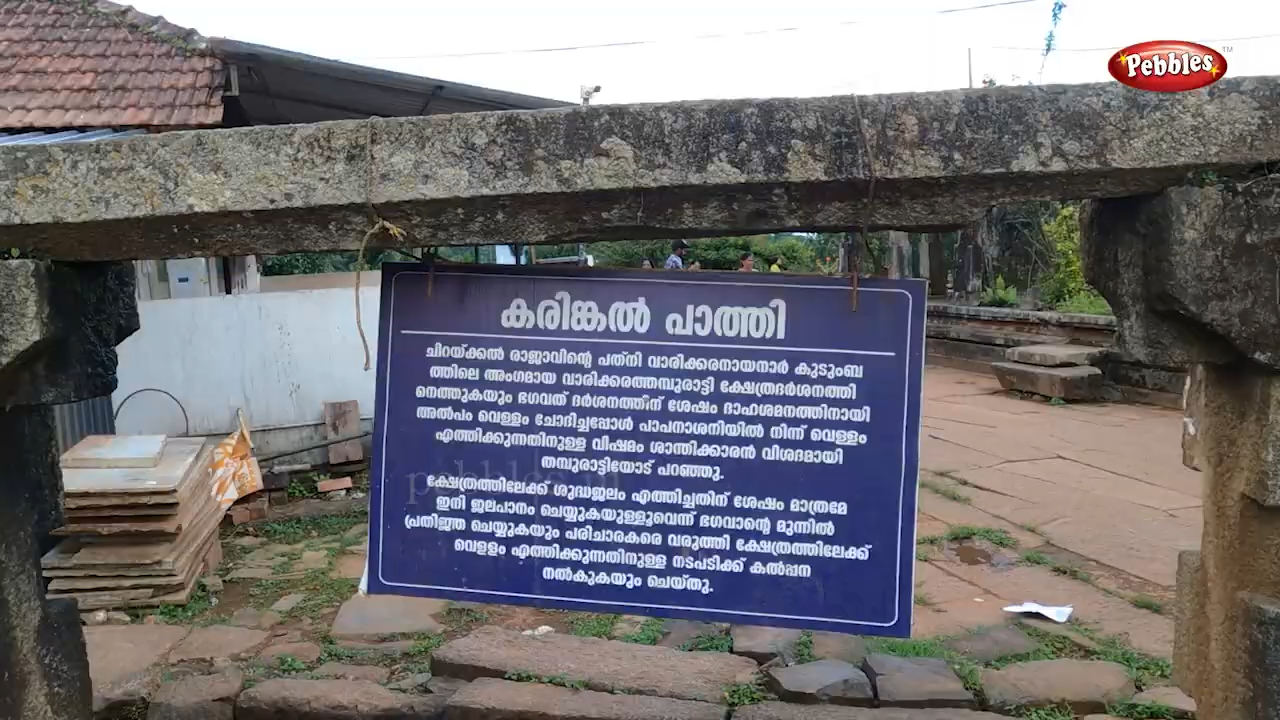 Pebbles
TM
കരിങ്കൽ പാത്തി
ചിറയ്ക്കൽ രാജാവിന്റെ പത്നി വാരിക്കരനായനാർ കുടുംബ
ത്തിലെ അംഗമായ വാരിക്കരത്തമ്പുരാട്ടി ക്ഷേത്രദർശനത്തി
നെത്തുകയും ഭഗവത് ദർശനത്ത്ന് ശേഷം ദാഹശമനത്തിനായി
അൽപം വെള്ളം ചോദിച്ചപ്പോൾ പാപനാശനിയിൽ നിന്ന് വെള്ളം
എത്തിക്കുന്നതിനുള്ള വിഷമം ശാന്തിക്കാരൻ വിശദമായി
തമ്പുരാട്ടിയോട് പറഞ്ഞു.
ക്ഷേത്രത്തിലേക്ക് ശുദ്ധജലം എത്തിച്ചതിന് ശേഷം മാത്രമേ
ഇനി ജലപാനം ചെയ്യുകയുള്ളൂവെന്ന് ഭഗവാന്റെ മുന്നിൽ
പ്രതിജ്ഞ ചെയ്യുകയും പരിചാരകരെ വരുത്തി ക്ഷേത്രത്തിലേക്ക്
വെളളം എത്തിക്കുന്നതിനുള്ള നടപടിക്ക് കൽപ്പന
നൽകുകയും ചെയ്തു.